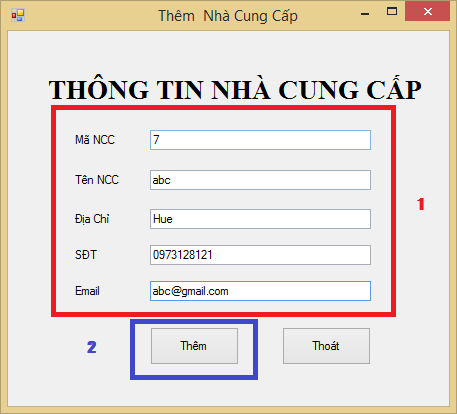 Thêm Nhà Cung Cấp
THÔNG TIN NHÀ CUNG CẤP
Mã NCC 7
Tên NCC abc
Địa Chỉ Hue
1
SĐT 0973128121
Email abc@gmail.com
2 Thêm Thoát